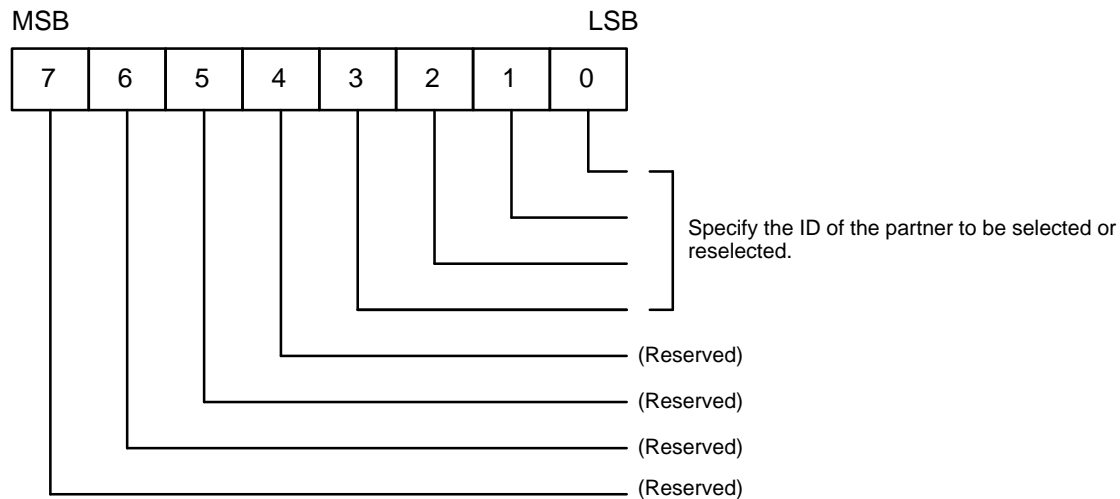 MSB LSB
7 6 5 4 3 2 1 0
Specify the ID of the partner to be selected or
reselected.
(Reserved)
(Reserved)
(Reserved)
(Reserved)